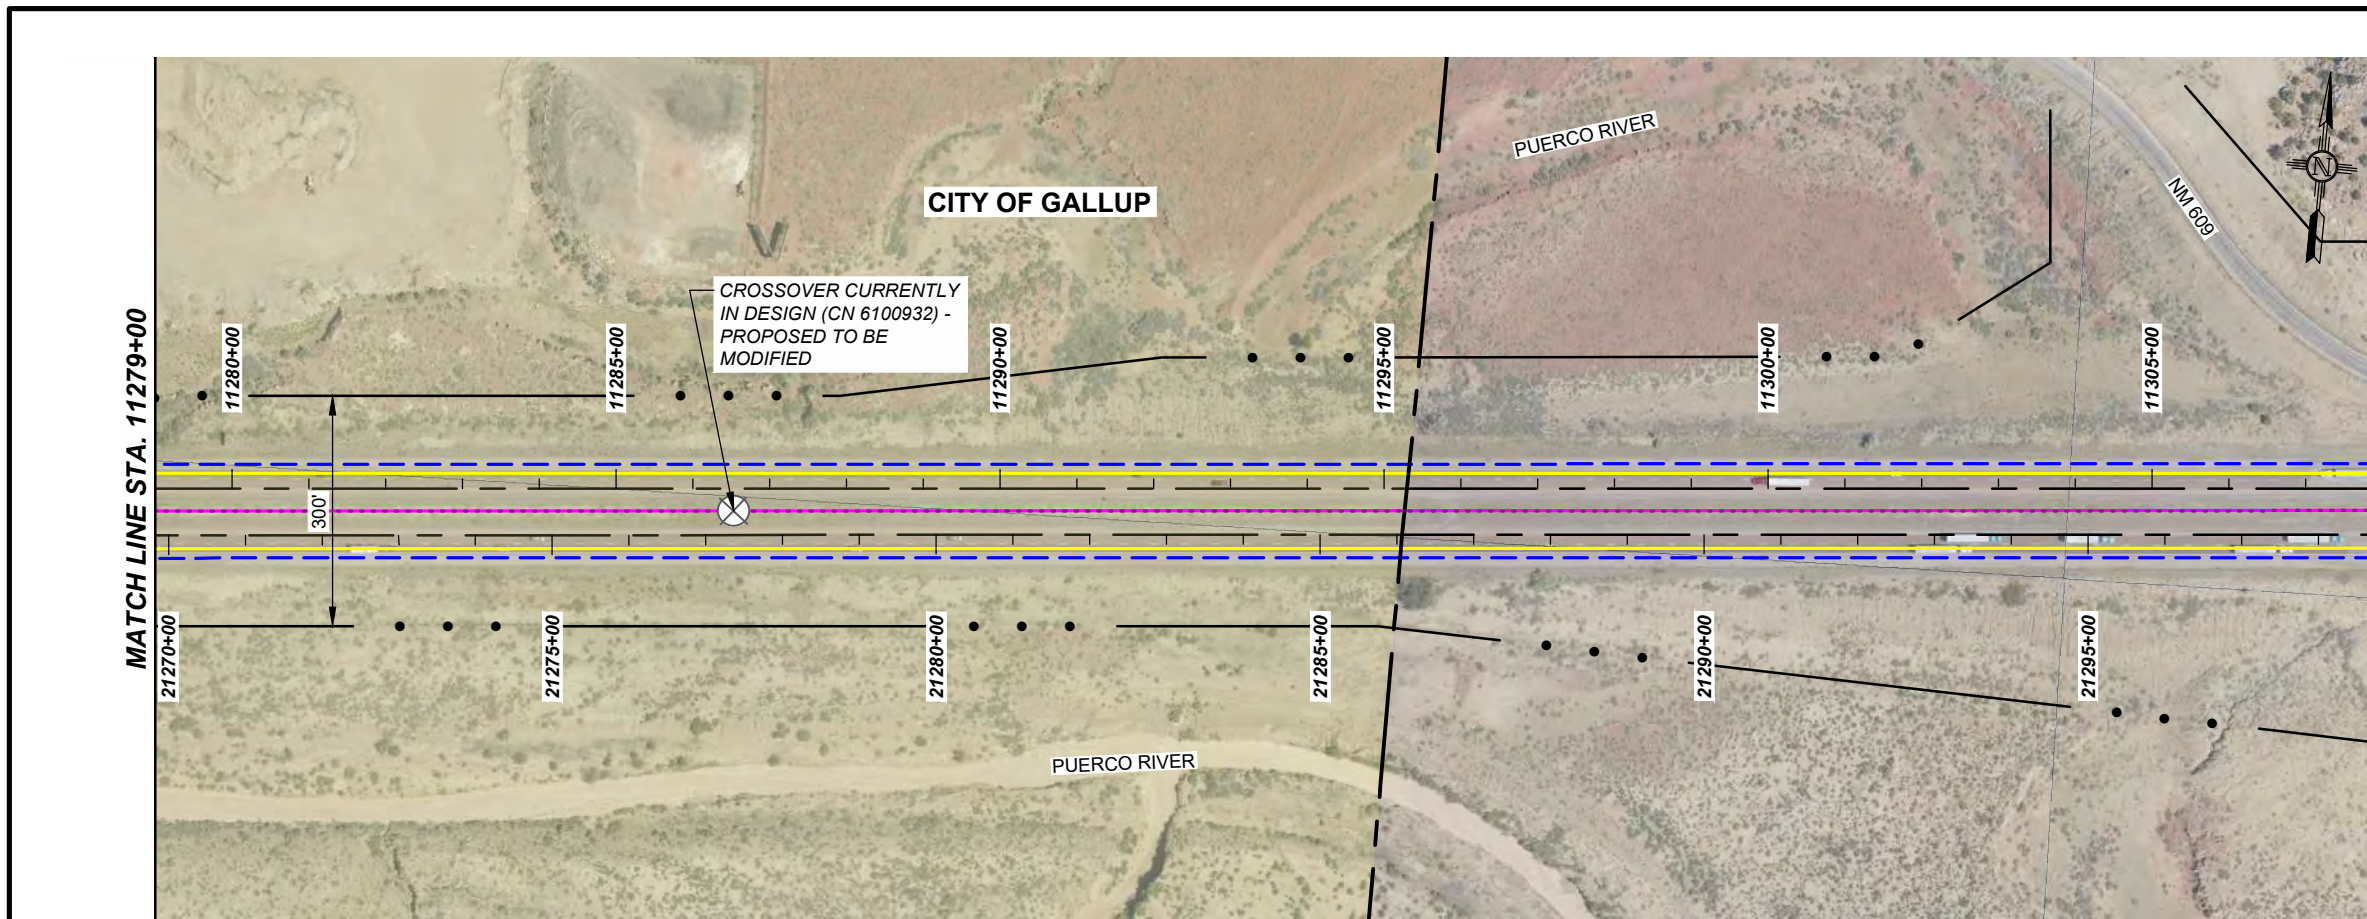 PUERCO RIVER
CITY OF GALLUP
NM 609
N
CROSSOVER CURRENTLY
IN DESIGN (CN 6100932) -
PROPOSED TO BE
MODIFIED
MATCH LINE STA. 11279+00
11280+00
11285+00
11290+00
11295+00
11300+00
11305+00
300'
21270+00
21275+00
21280+00
21285+00
21290+00
21295+00
PUERCO RIVER